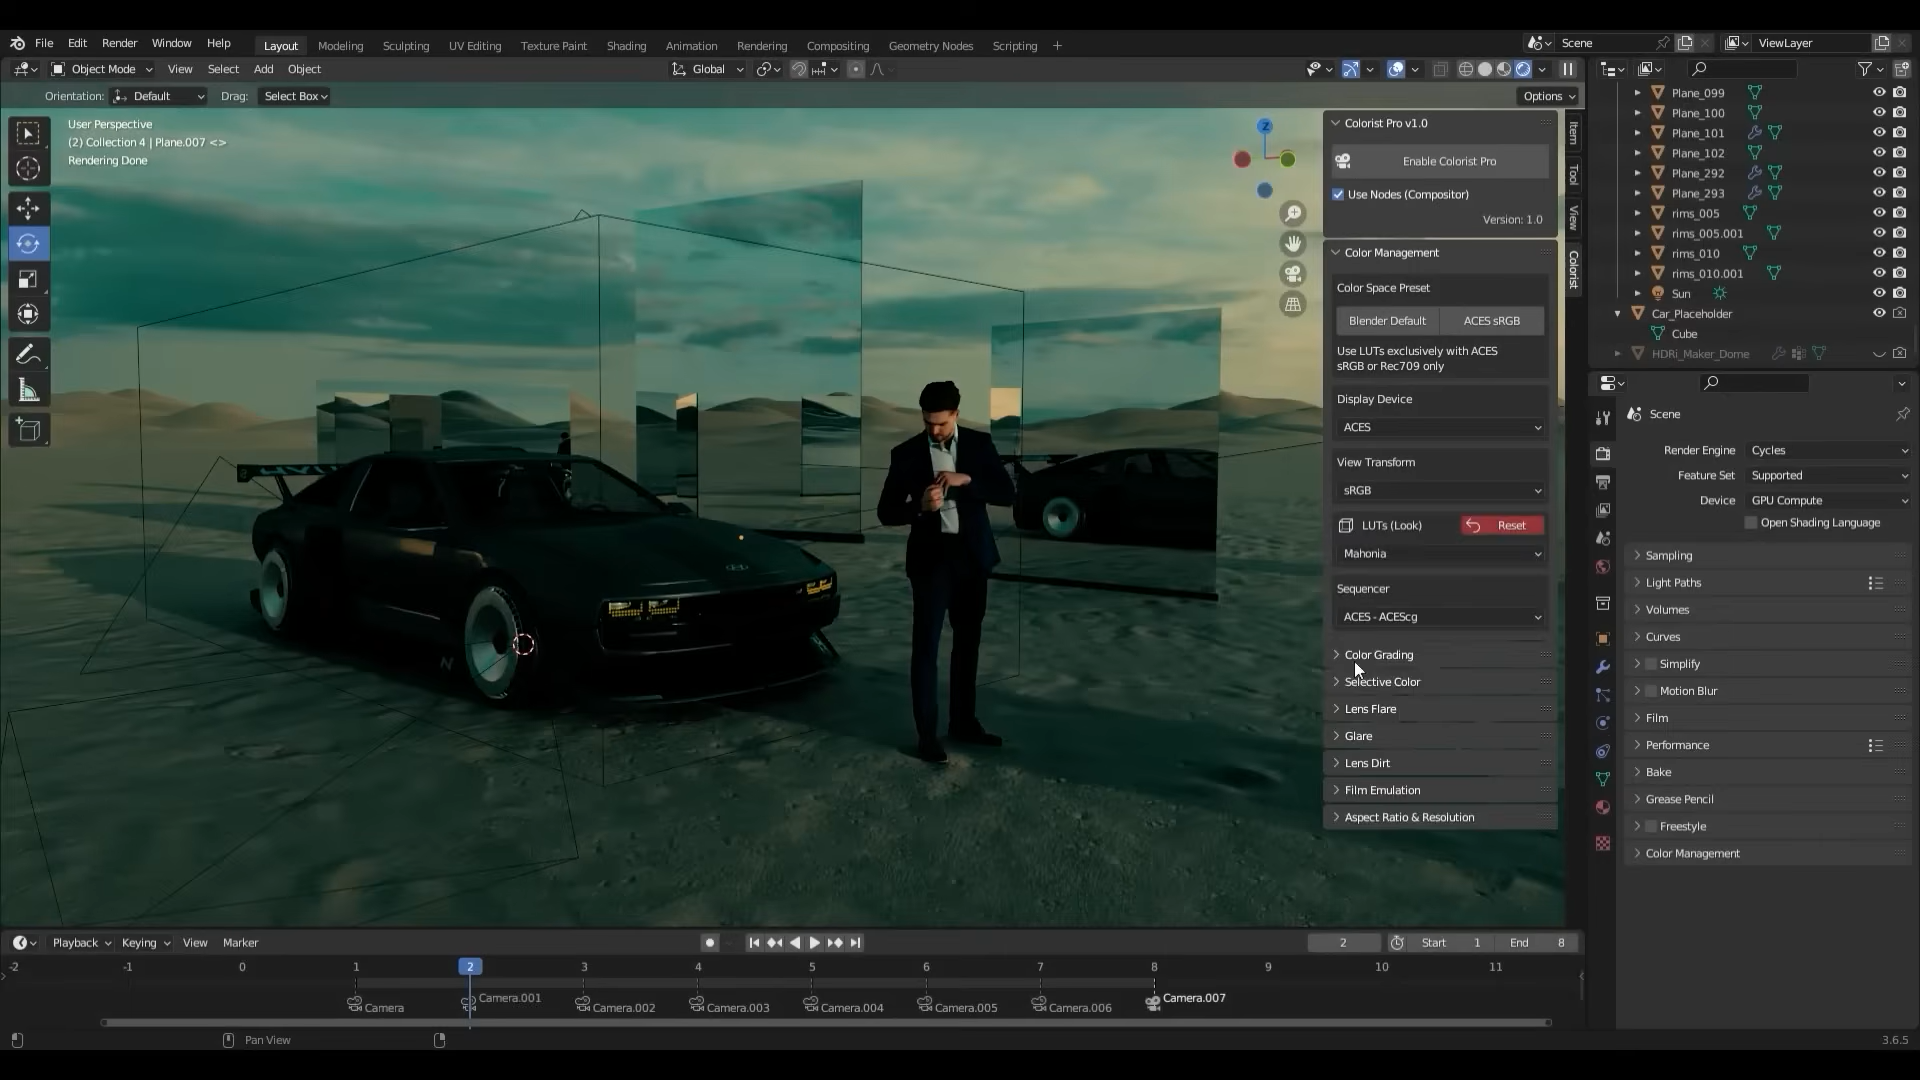 File Edit Render Window Help Layout Modeling Sculpting UV Editing Texture Paint Shading Animation Rendering Compositing Geometry Nodes Scripting + Scene ViewLayer
Object Mode View Select Add Object Global
Orientation: Default Drag: Select Box Options
User Perspective
(2) Collection 4 | Plane.007 <>
Rendering Done
Z
Colorist Pro v1.0
Enable Colorist Pro
Use Nodes (Compositor)
Version: 1.0
Color Management
Color Space Preset
Blender Default ACES sRGB
Use LUTs exclusively with ACES
sRGB or Rec709 only
Display Device
ACES
View Transform
sRGB
LUTs (Look) Reset
Mahonia
Sequencer
ACES - ACEScg
Color Grading
Selective Color
Lens Flare
Glare
Lens Dirt
Film Emulation
Aspect Ratio & Resolution
Item
Tool
View
Colorist
Plane_099
Plane_100
Plane_101
Plane_102
Plane_292
Plane_293
rims_005
rims_005.001
rims_010
rims_010.001
Sun
Car_Placeholder
Cube
HDRi_Maker_Dome
Scene
Render Engine Cycles
Feature Set Supported
Device GPU Compute
Open Shading Language
Sampling
Light Paths
Volumes
Curves
Simplify
Motion Blur
Film
Performance
Bake
Grease Pencil
Freestyle
Color Management
Playback Keying View Marker 2 Start 1 End 8
-2 -1 0 1 2 3 4 5 6 7 8 9 10 11
Camera Camera.001 Camera.002 Camera.003 Camera.004 Camera.005 Camera.006 Camera.007
Pan View 3.6.5